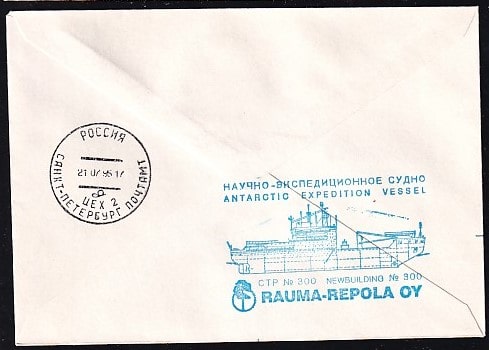 РОССИЯ
21 07 95 17
ЦЕХ 2
САНКТ-ПЕТЕРБУРГ ПОЧТАМТ
НАУЧНО-ЭКСПЕДИЦИОННОЕ СУДНО
ANTARCTIC EXPEDITION VESSEL
СТР № 300 NEWBUILDING № 300
RAUMA-REPOLA OY